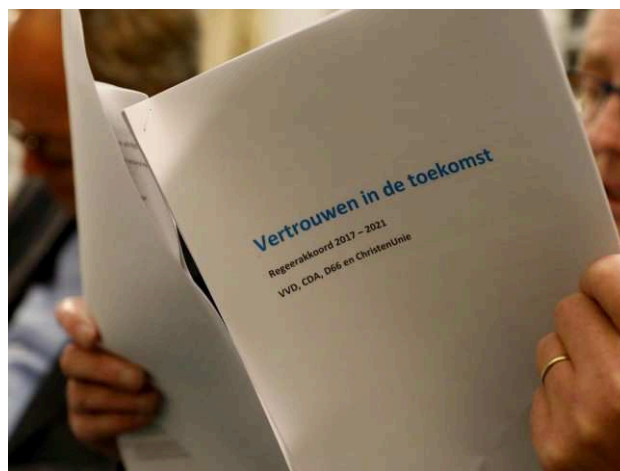 Vertrouwen in de toekomst
Regeerakkoord 2017 – 2021
VVD, CDA, D66 en ChristenUnie